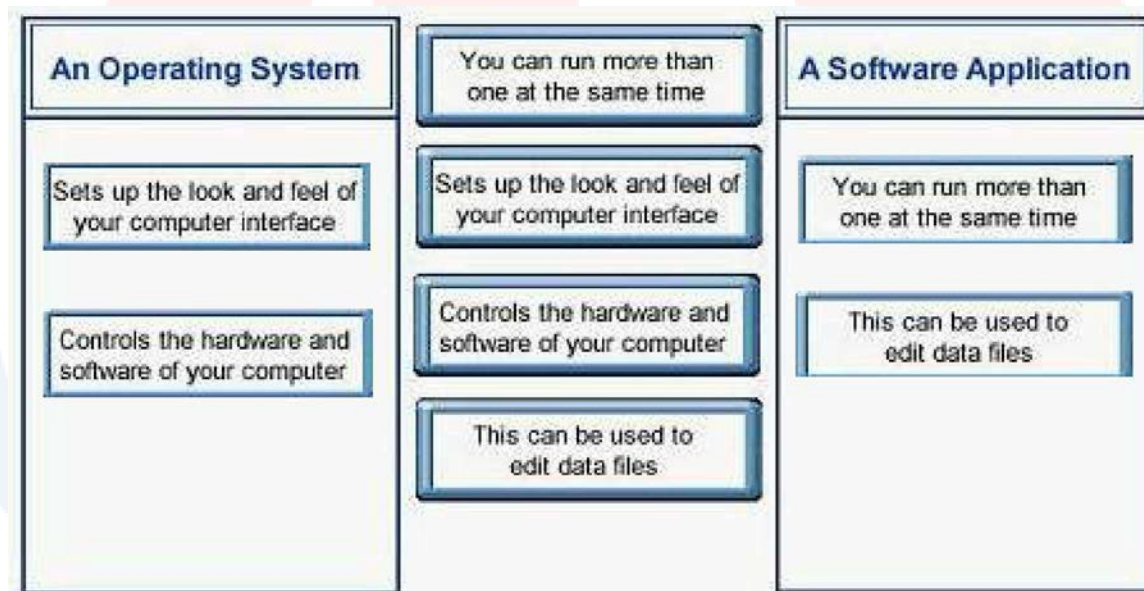 An Operating System
Sets up the look and feel of
your computer interface
Controls the hardware and
software of your computer
You can run more than
one at the same time
Sets up the look and feel of
your computer interface
Controls the hardware and
software of your computer
This can be used to
edit data files
A Software Application
You can run more than
one at the same time
This can be used to
edit data files